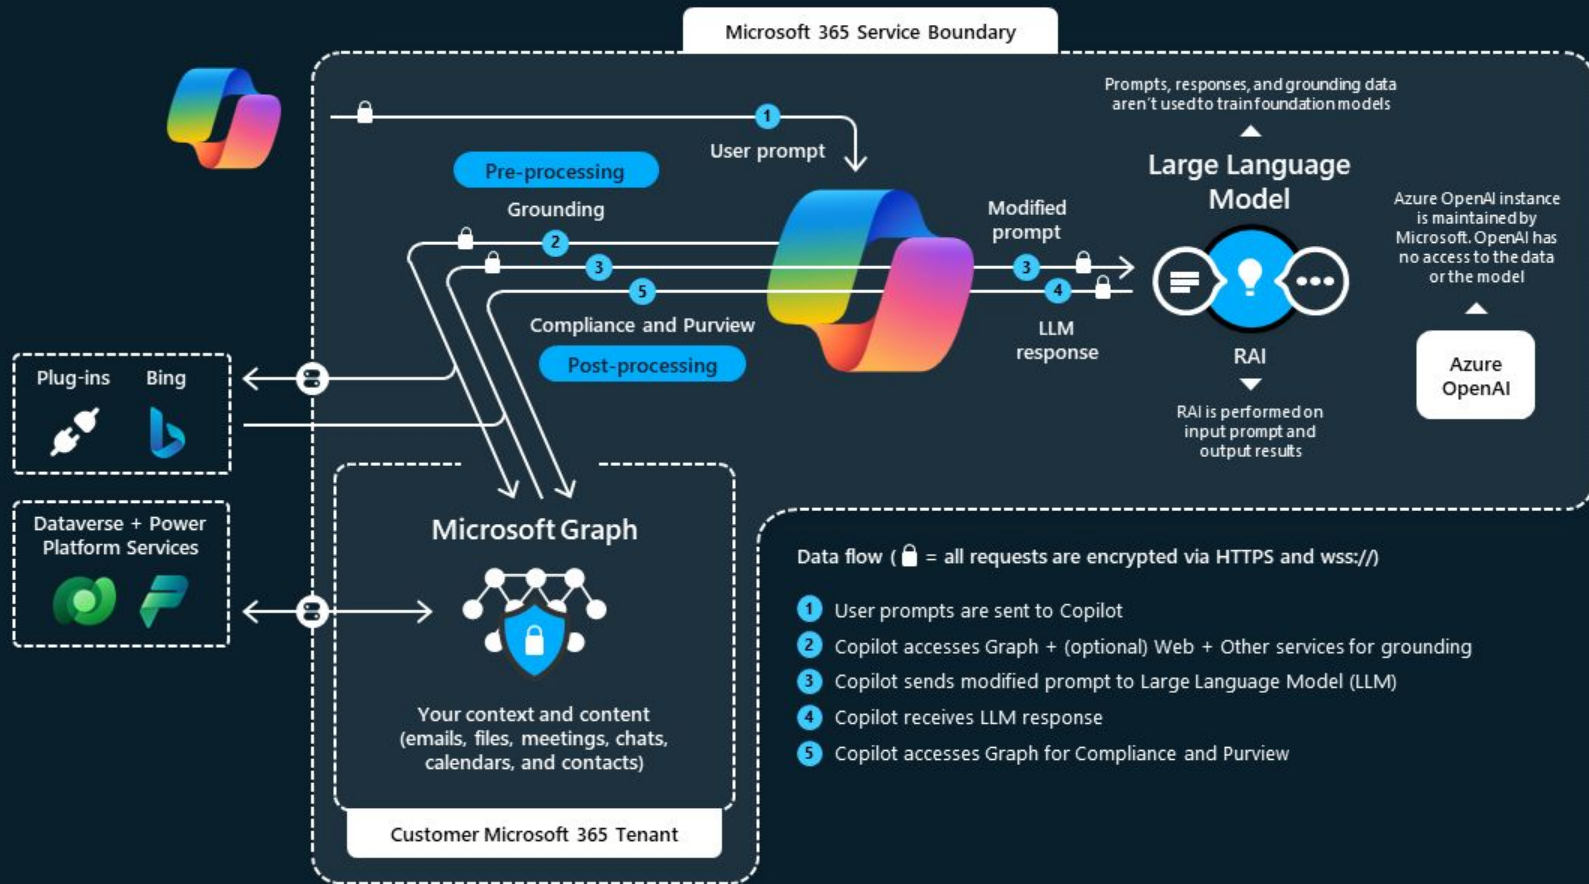 Microsoft 365 Service Boundary
Prompts, responses, and grounding data
aren't used to train foundation models
1
User prompt
Pre-processing
Grounding
2
3
5
Compliance and Purview
Post-processing
Modified
prompt
3
4
LLM
response
Large Language
Model
RAI
RAI is performed on
input prompt and
output results
Azure OpenAI instance
is maintained by
Microsoft. OpenAI has
no access to the data
or the model
Azure
OpenAI
Plug-ins
Bing
Dataverse + Power
Platform Services
Microsoft Graph
Your context and content
(emails, files, meetings, chats,
calendars, and contacts)
Customer Microsoft 365 Tenant
Data flow ( = all requests are encrypted via HTTPS and wss://)
1 User prompts are sent to Copilot
2 Copilot accesses Graph + (optional) Web + Other services for grounding
3 Copilot sends modified prompt to Large Language Model (LLM)
4 Copilot receives LLM response
5 Copilot accesses Graph for Compliance and Purview